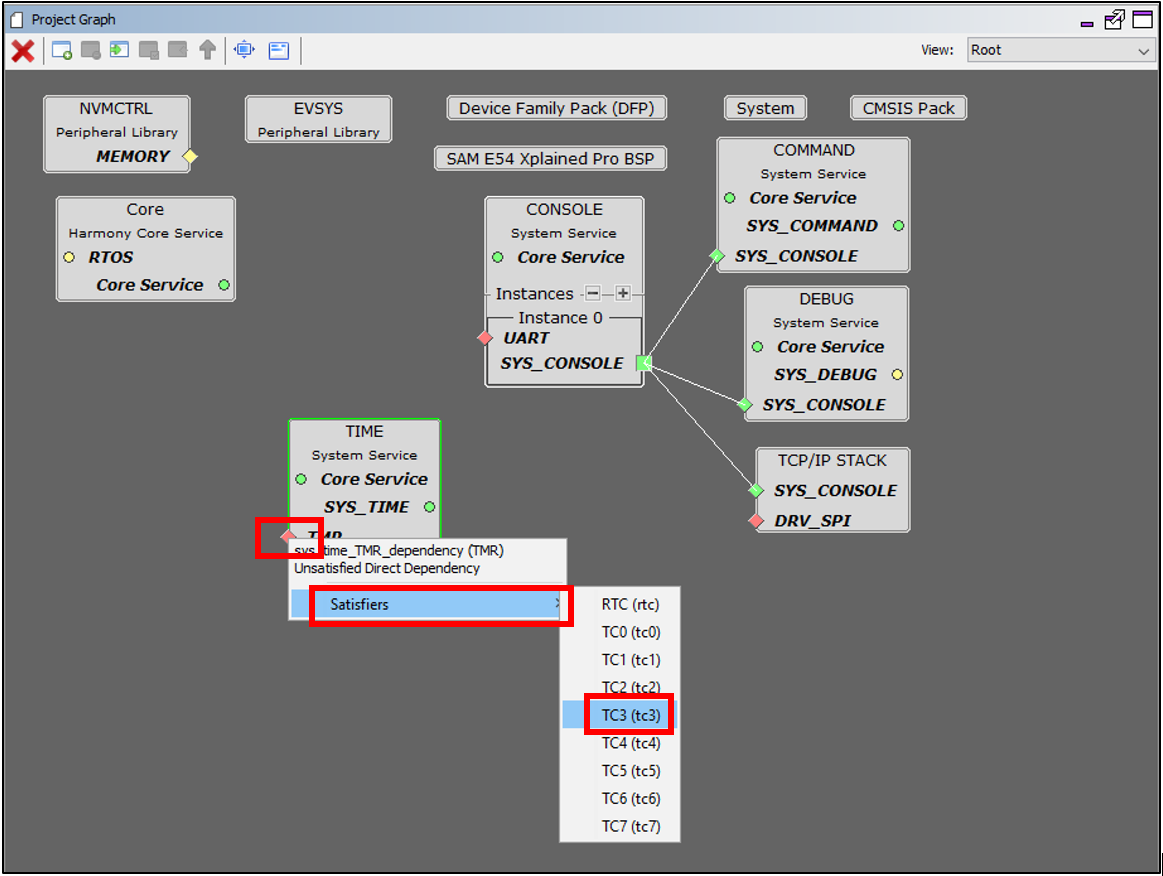 Project Graph
View:
Root
NVMCTRL
Peripheral Library
MEMORY
EVSYS
Peripheral Library
Device Family Pack (DFP)
System
CMSIS Pack
SAM E54 Xplained Pro BSP
Core
Harmony Core Service
RTOS
Core Service
CONSOLE
System Service
Core Service
Instances
Instance 0
UART
SYS_CONSOLE
COMMAND
System Service
Core Service
SYS_COMMAND
SYS_CONSOLE
DEBUG
System Service
Core Service
SYS_DEBUG
SYS_CONSOLE
TCP/IP STACK
SYS_CONSOLE
DRV_SPI
TIME
System Service
Core Service
SYS_TIME
TMR
sys_time_TMR_dependency (TMR)
Unsatisfied Direct Dependency
Satisfiers
RTC (rtc)
TC0 (tc0)
TC1 (tc1)
TC2 (tc2)
TC3 (tc3)
TC4 (tc4)
TC5 (tc5)
TC6 (tc6)
TC7 (tc7)